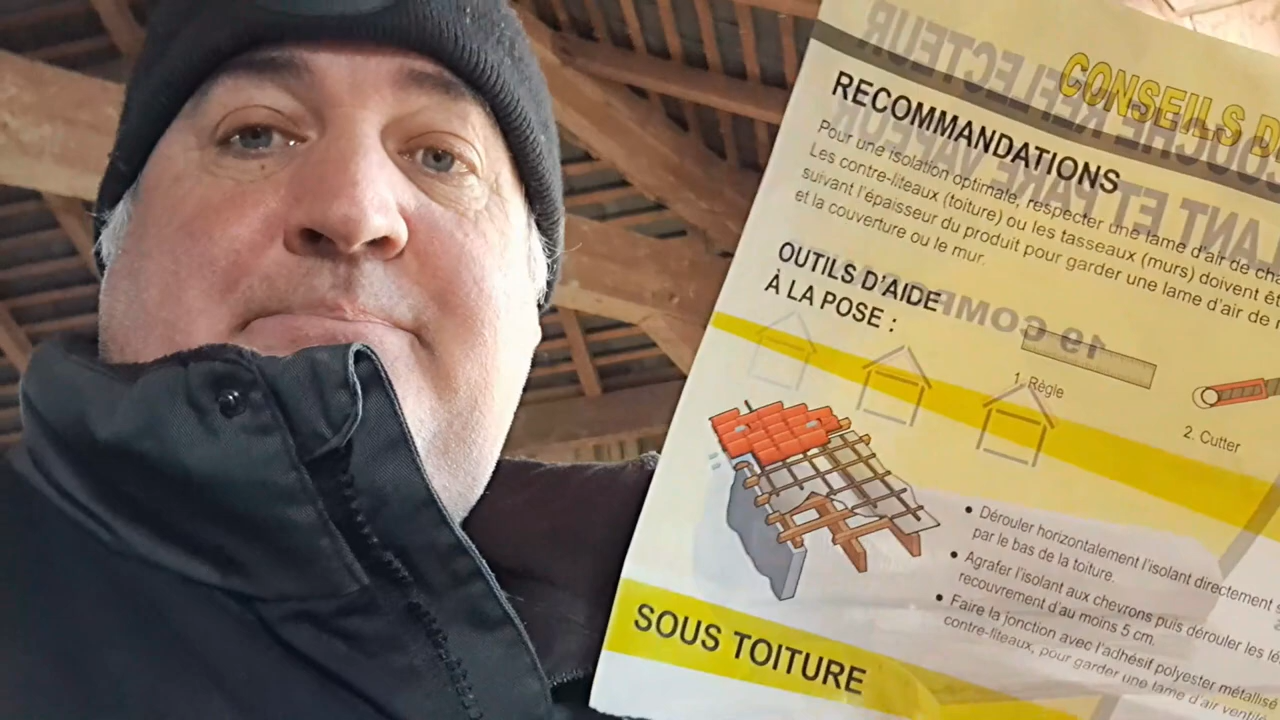 CONSEILS D
RECOMMANDATIONS
Pour une isolation optimale, respecter une lame d'air de
Les contre-liteaux (toiture) ou les tasseaux (murs) doivent
suivant l'épaisseur du produit pour garder une lame d'air de
et la couverture ou le mur.
OUTILS D'AIDE
À LA POSE :
1. Règle
2. Cutter
• Dérouler horizontalement l'isolant directement
par le bas de la toiture.
• Agrafer l'isolant aux chevrons puis dérouler les
recouvrement d'au moins 5 cm.
• Faire la jonction avec l'adhésif polyester métallisé
contre-liteaux, pour garder une lame d'air
SOUS TOITURE